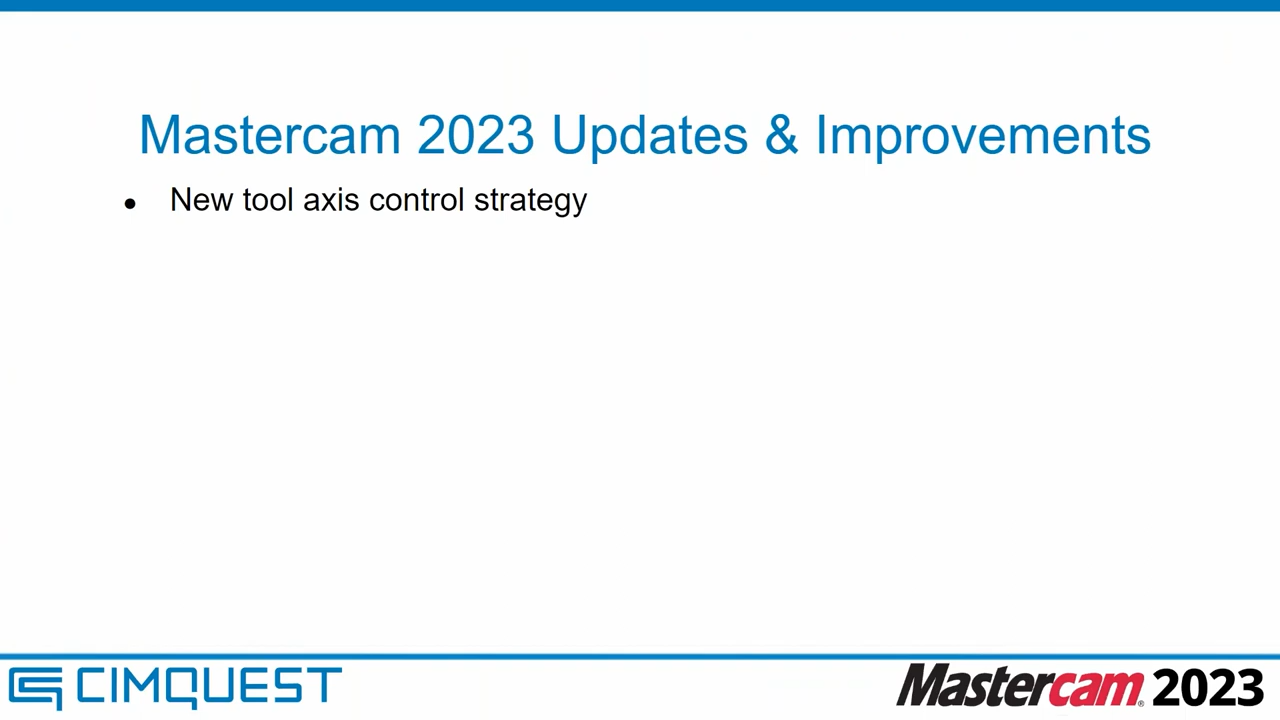 Mastercam 2023 Updates & Improvements
● New tool axis control strategy
CIMQUEST
Mastercam® 2023